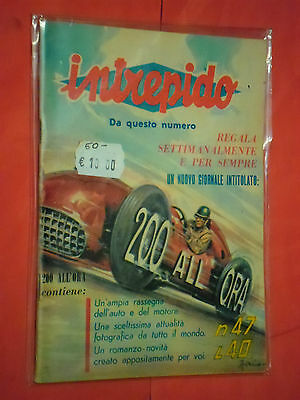 intrepido
Da questo numero
REGALA
SETTIMANALMENTE
E PER SEMPRE
UN NUOVO GIORNALE INTITOLATO:
EO-
€ 10.00
200 ALL ORA
200 ALL'ORA
contiene:
Un'ampia rassegna
dell'auto e del motore.
Una sceltissima attualità
fotografica da tutto il mondo.
Un romanzo-novità
creato appositamente per voi.
n 47
L 40